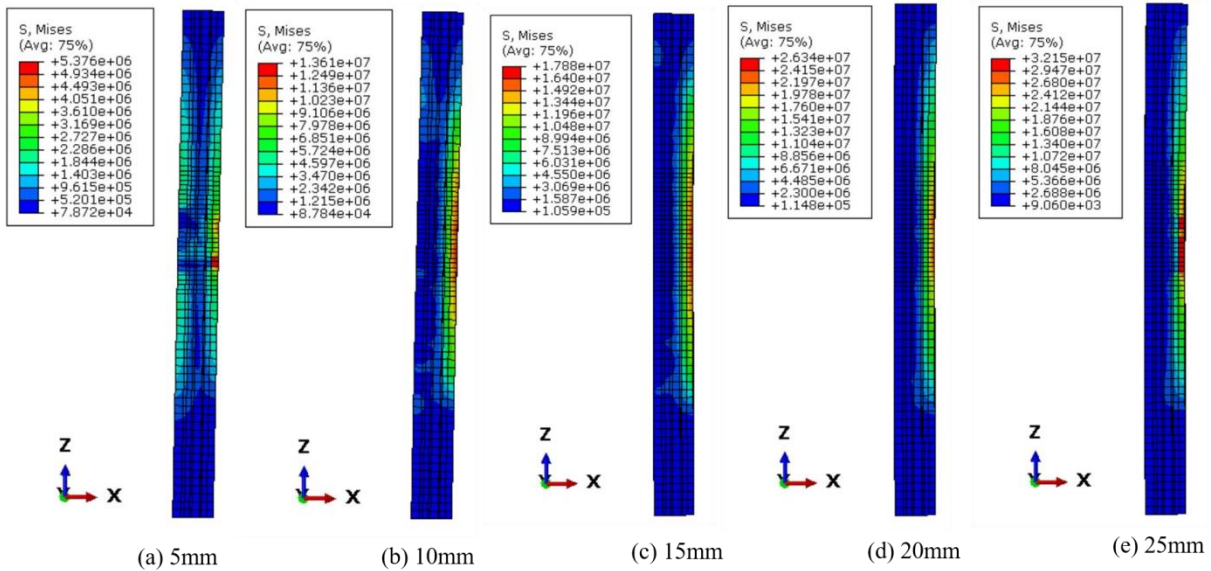 S, Mises
(Avg: 75%)
+5.376e+06
+4.934e+06
+4.493e+06
+4.051e+06
+3.610e+06
+3.169e+06
+2.727e+06
+2.286e+06
+1.844e+06
+1.403e+06
+9.615e+05
+5.201e+05
+7.872e+04
Z
Y
X
(a) 5mm
S, Mises
(Avg: 75%)
+1.361e+07
+1.249e+07
+1.136e+07
+1.023e+07
+9.106e+06
+7.978e+06
+6.851e+06
+5.724e+06
+4.597e+06
+3.470e+06
+2.342e+06
+1.215e+06
+8.784e+04
Z
Y
X
(b) 10mm
S, Mises
(Avg: 75%)
+1.788e+07
+1.640e+07
+1.492e+07
+1.344e+07
+1.196e+07
+1.048e+07
+8.994e+06
+7.513e+06
+6.031e+06
+4.550e+06
+3.069e+06
+1.587e+06
+1.059e+05
Z
Y
X
(c) 15mm
S, Mises
(Avg: 75%)
+2.634e+07
+2.415e+07
+2.197e+07
+1.978e+07
+1.760e+07
+1.541e+07
+1.323e+07
+1.104e+07
+8.856e+06
+6.671e+06
+4.485e+06
+2.300e+06
+1.148e+05
Z
Y
X
(d) 20mm
S, Mises
(Avg: 75%)
+3.215e+07
+2.947e+07
+2.680e+07
+2.412e+07
+2.144e+07
+1.876e+07
+1.608e+07
+1.340e+07
+1.072e+07
+8.045e+06
+5.366e+06
+2.688e+06
+9.060e+03
Z
Y
X
(e) 25mm